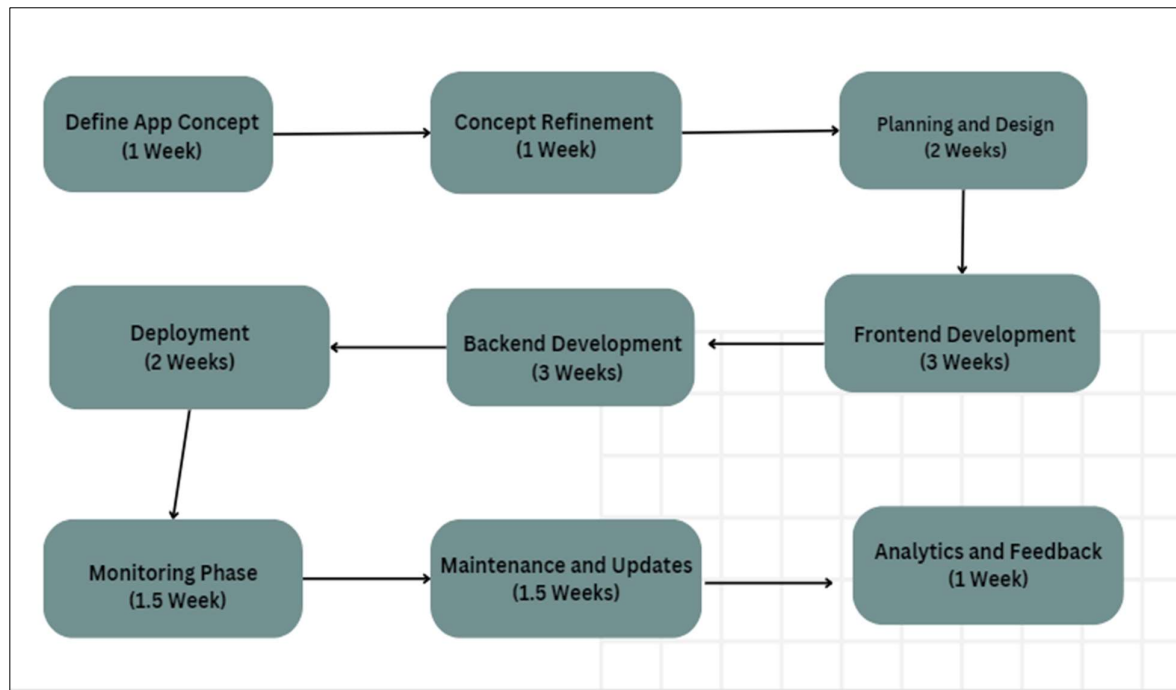 Define App Concept
(1 Week)
Concept Refinement
(1 Week)
Planning and Design
(2 Weeks)
Frontend Development
(3 Weeks)
Backend Development
(3 Weeks)
Deployment
(2 Weeks)
Monitoring Phase
(1.5 Week)
Maintenance and Updates
(1.5 Weeks)
Analytics and Feedback
(1 Week)